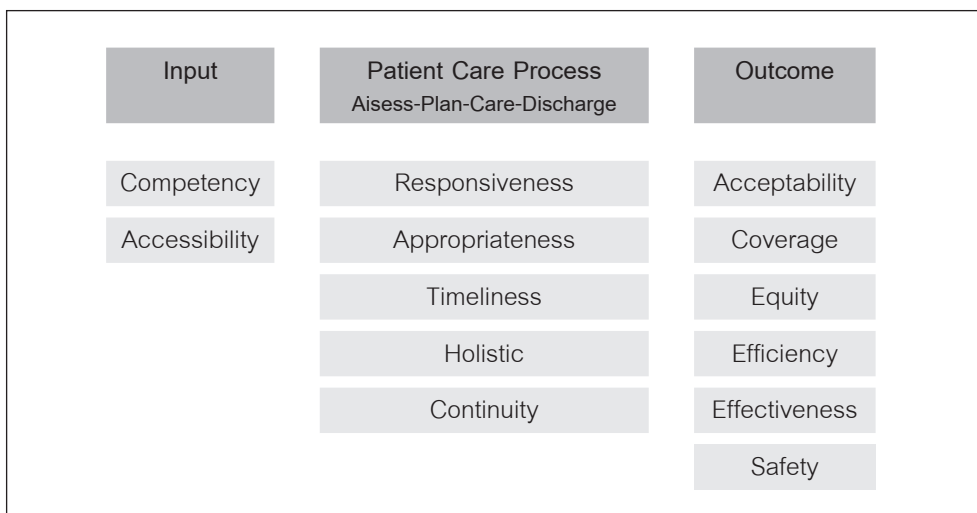 Input
Patient Care Process
Aisess-Plan-Care-Discharge
Outcome
Competency
Accessibility
Responsiveness
Appropriateness
Timeliness
Holistic
Continuity
Acceptability
Coverage
Equity
Efficiency
Effectiveness
Safety